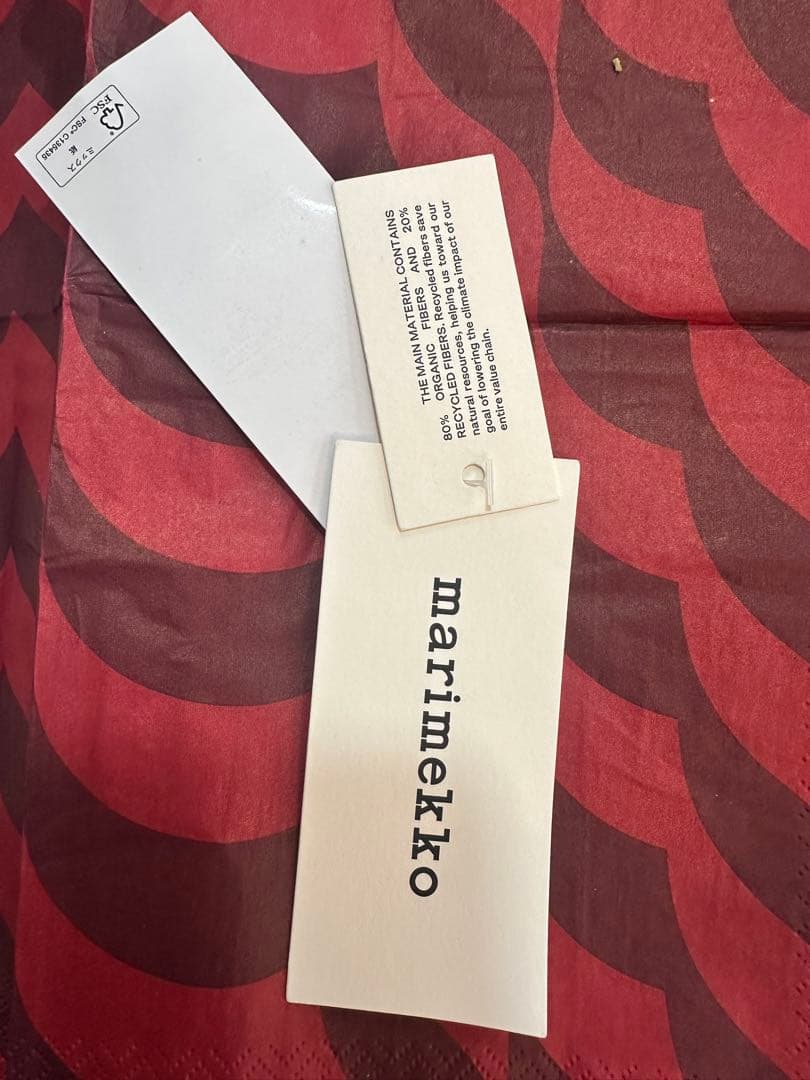 FSC
FSC® C135435
ミックス
紙
THE MAIN MATERIAL CONTAINS
80% ORGANIC FIBERS AND 20%
RECYCLED FIBERS. Recycled fibers save
natural resources, helping us toward our
goal of lowering the climate impact of our
entire value chain.
marimekko